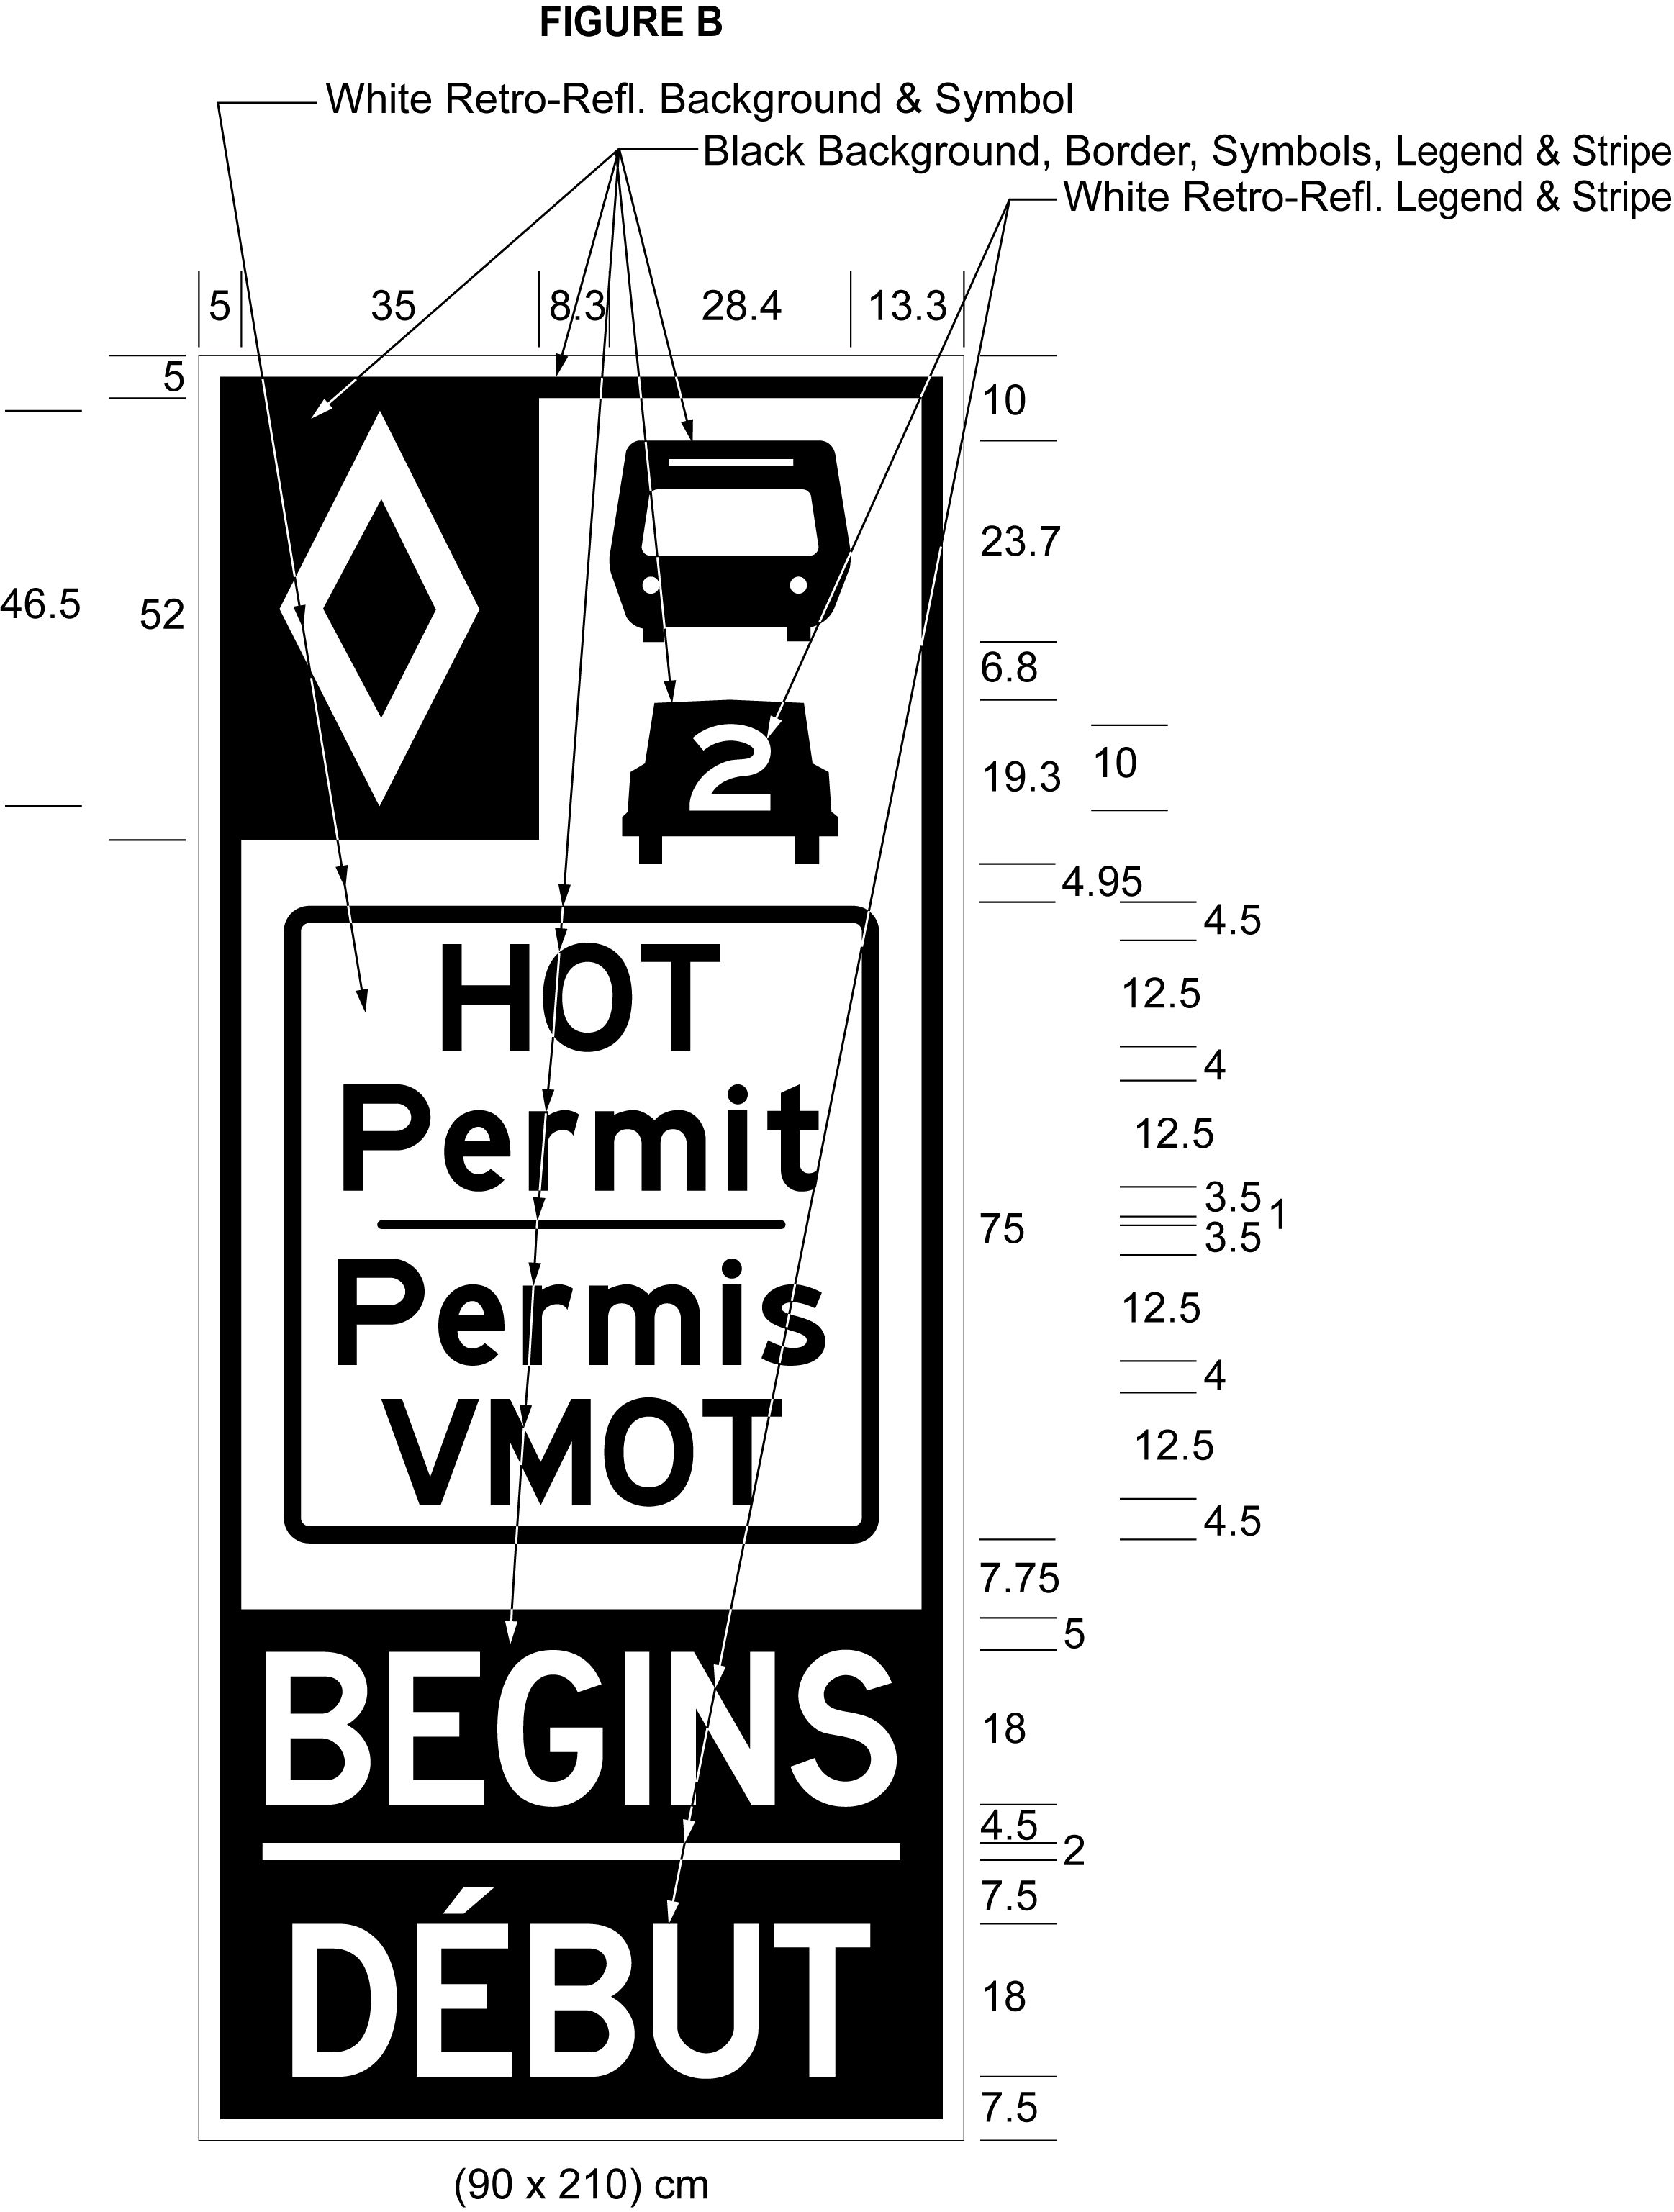 FIGURE B
White Retro-Refl. Background & Symbol
Black Background, Border, Symbols, Legend & Stripe
White Retro-Refl. Legend & Stripe
5 35 8.3 28.4 13.3
5
10
46.5
52
23.7
6.8
2
19.3
10
4.95
4.5
HOT
12.5
4
Permit
12.5
3.5
1
75
3.5
Permis
12.5
4
VMOT
12.5
4.5
7.75
5
BEGINS
18
4.5
2
7.5
DÉBUT
18
7.5
(90 x 210) cm